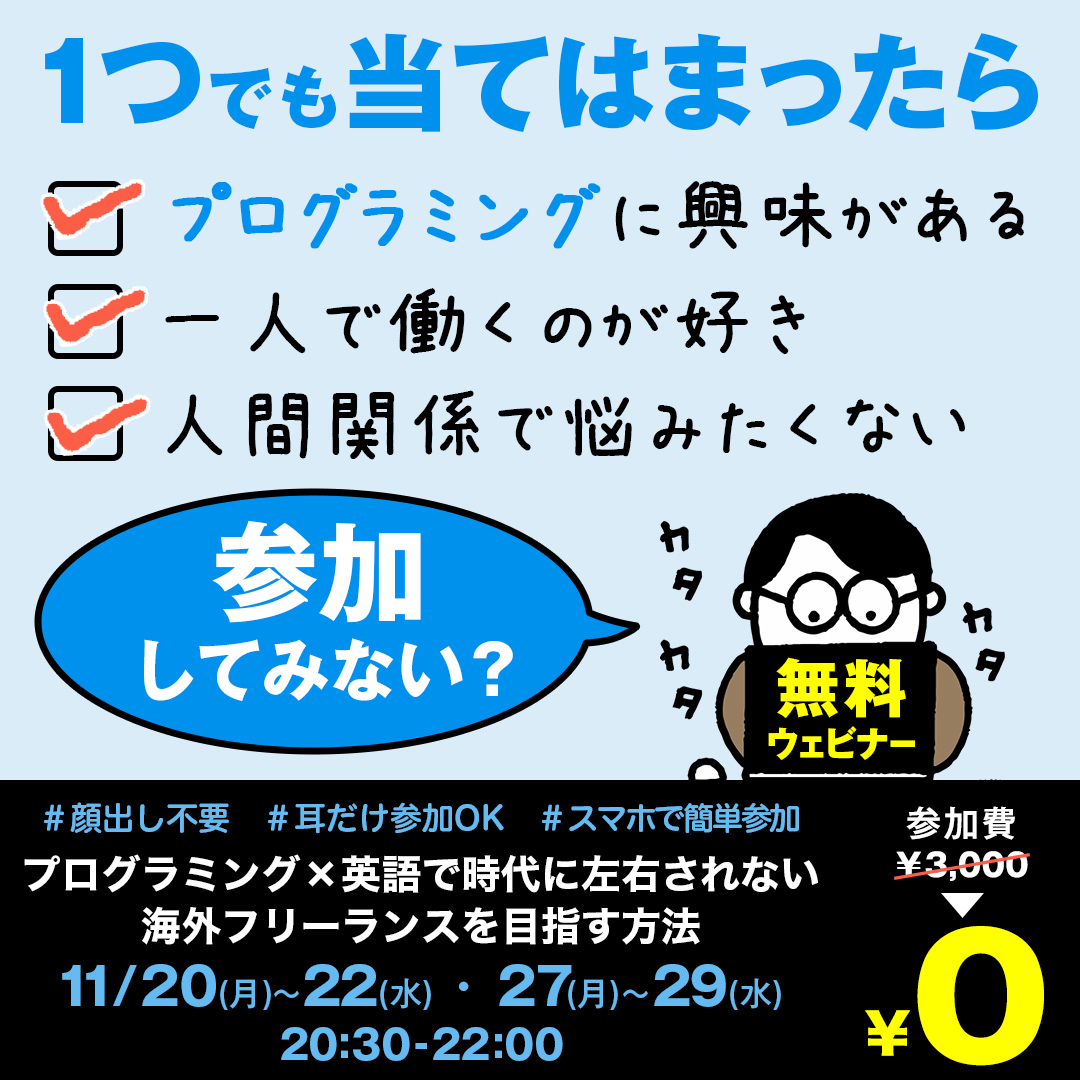 1つでも当てはまったら
プログラミングに興味がある
一人で働くのが好き
人間関係で悩みたくない
参加
してみない？
カタ
カタ
カタ
無料
ウェビナー
#顔出し不要 #耳だけ参加OK #スマホで簡単参加
プログラミング×英語で時代に左右されない
海外フリーランスを目指す方法
11/20(月)～22(水)・27(月)～29(水)
20:30-22:00
参加費
¥3,000
¥0